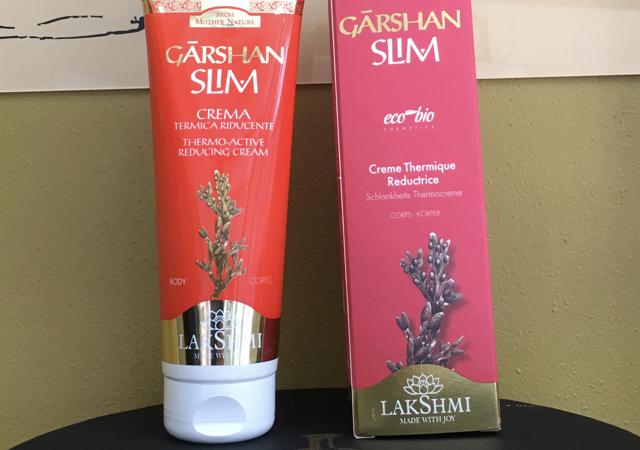 FROM
MOTHER NATURE
GĀRSHAN
SLIM
CREMA
TERMICA RIDUCENTE
THERMO-ACTIVE
REDUCING CREAM
BODY
CORPO
LAKSHMI
MADE WITH JOY
GĀRSHAN
SLIM
eco-bio
COSMETICS
Creme Thermique
Reductrice
Schlankheits Thermocreme
CORPS · KÖRPER
LAKSHMI
MADE WITH JOY